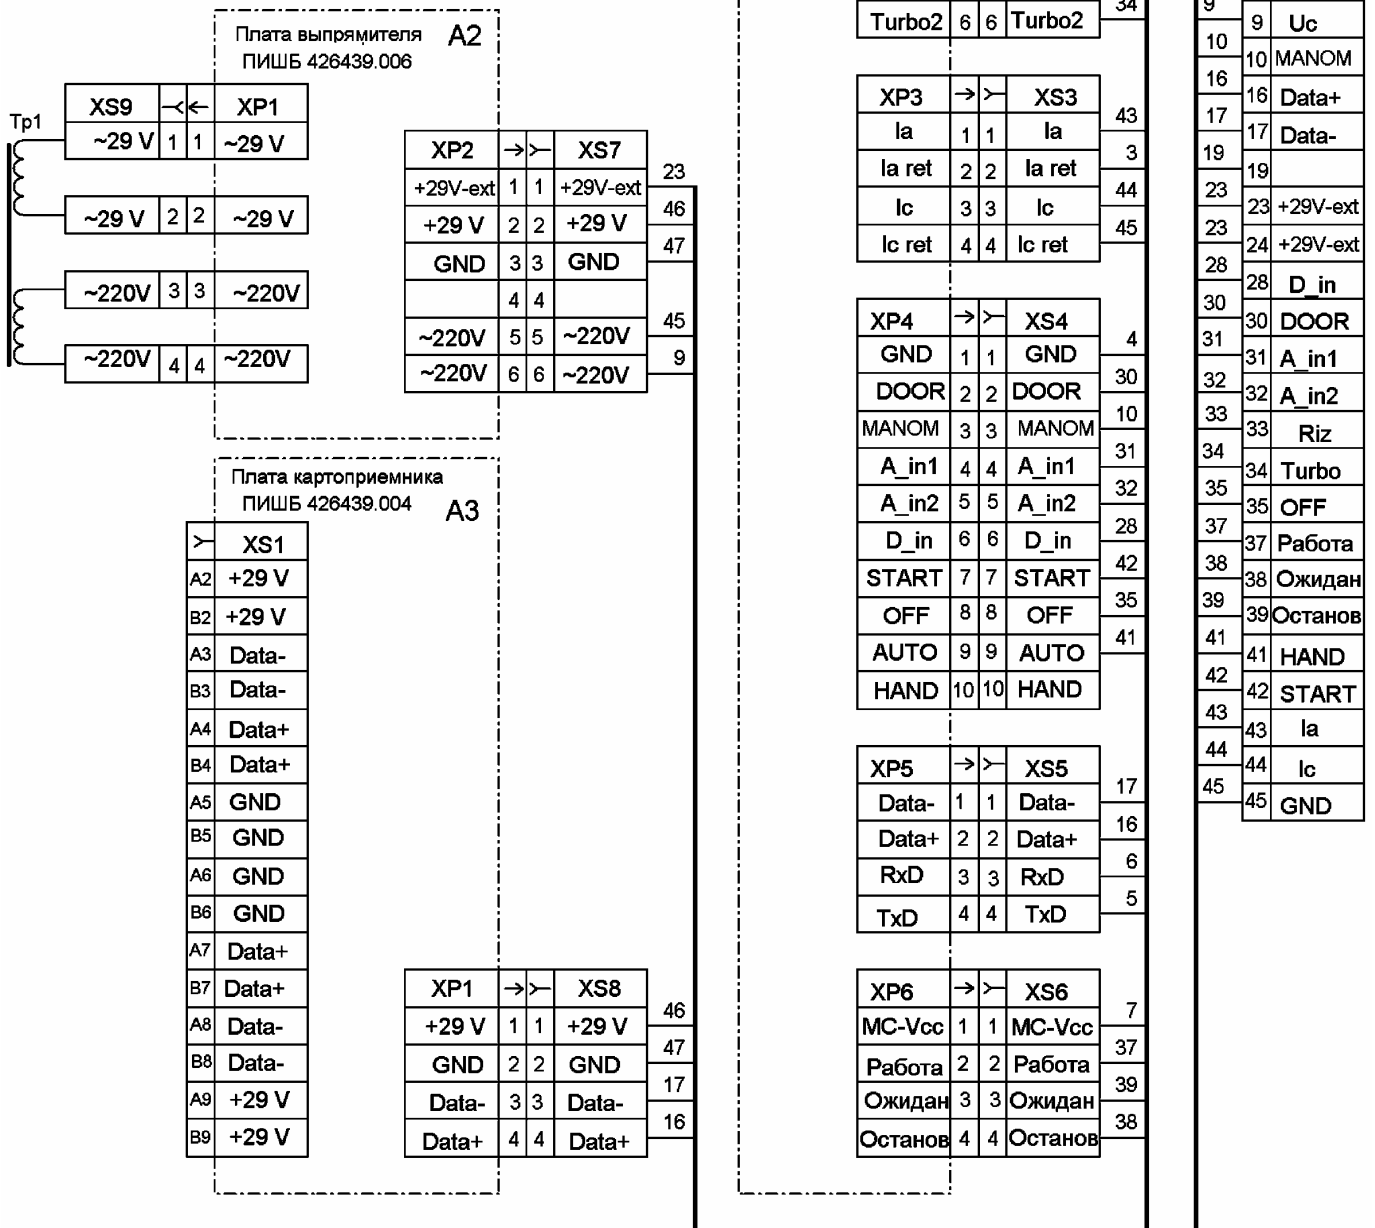 Плата выпрямителя A2
ПИШБ 426439.006
Тр1
XS9 XP1
~29 V 1 1 ~29 V
~29 V 2 2 ~29 V
~220V 3 3 ~220V
~220V 4 4 ~220V
XP2 XS7
+29V-ext 1 1 +29V-ext 23
+29 V 2 2 +29 V 46
GND 3 3 GND 47
4 4
~220V 5 5 ~220V 45
~220V 6 6 ~220V 9
Плата картоприемника
ПИШБ 426439.004 A3
XS1
A2 +29 V
B2 +29 V
A3 Data-
B3 Data-
A4 Data+
B4 Data+
A5 GND
B5 GND
A6 GND
B6 GND
A7 Data+
B7 Data+
A8 Data-
B8 Data-
A9 +29 V
B9 +29 V
XP1 XS8
+29 V 1 1 +29 V 46
GND 2 2 GND 47
Data- 3 3 Data- 17
Data+ 4 4 Data+ 16
Turbo2 6 6 Turbo2 34
XP3 XS3
Ia 1 1 Ia 43
Ia ret 2 2 Ia ret 3
Ic 3 3 Ic 44
Ic ret 4 4 Ic ret 45
XP4 XS4
GND 1 1 GND 4
DOOR 2 2 DOOR 30
MANOM 3 3 MANOM 10
A_in1 4 4 A_in1 31
A_in2 5 5 A_in2 32
D_in 6 6 D_in 28
START 7 7 START 42
OFF 8 8 OFF 35
AUTO 9 9 AUTO 41
HAND 10 10 HAND
XP5 XS5
Data- 1 1 Data- 17
Data+ 2 2 Data+ 16
RxD 3 3 RxD 6
TxD 4 4 TxD 5
XP6 XS6
MC-Vcc 1 1 MC-Vcc 7
Работа 2 2 Работа 37
Ожидан 3 3 Ожидан 39
Останов 4 4 Останов 38
9 9 Uc
10 10 MANOM
16 16 Data+
17 17 Data-
19 19
23 23 +29V-ext
23 24 +29V-ext
28 28 D_in
30 30 DOOR
31 31 A_in1
32 32 A_in2
33 33 Riz
34 34 Turbo
35 35 OFF
37 37 Работа
38 38 Ожидан
39 39 Останов
41 41 HAND
42 42 START
43 43 Ia
44 44 Ic
45 45 GND